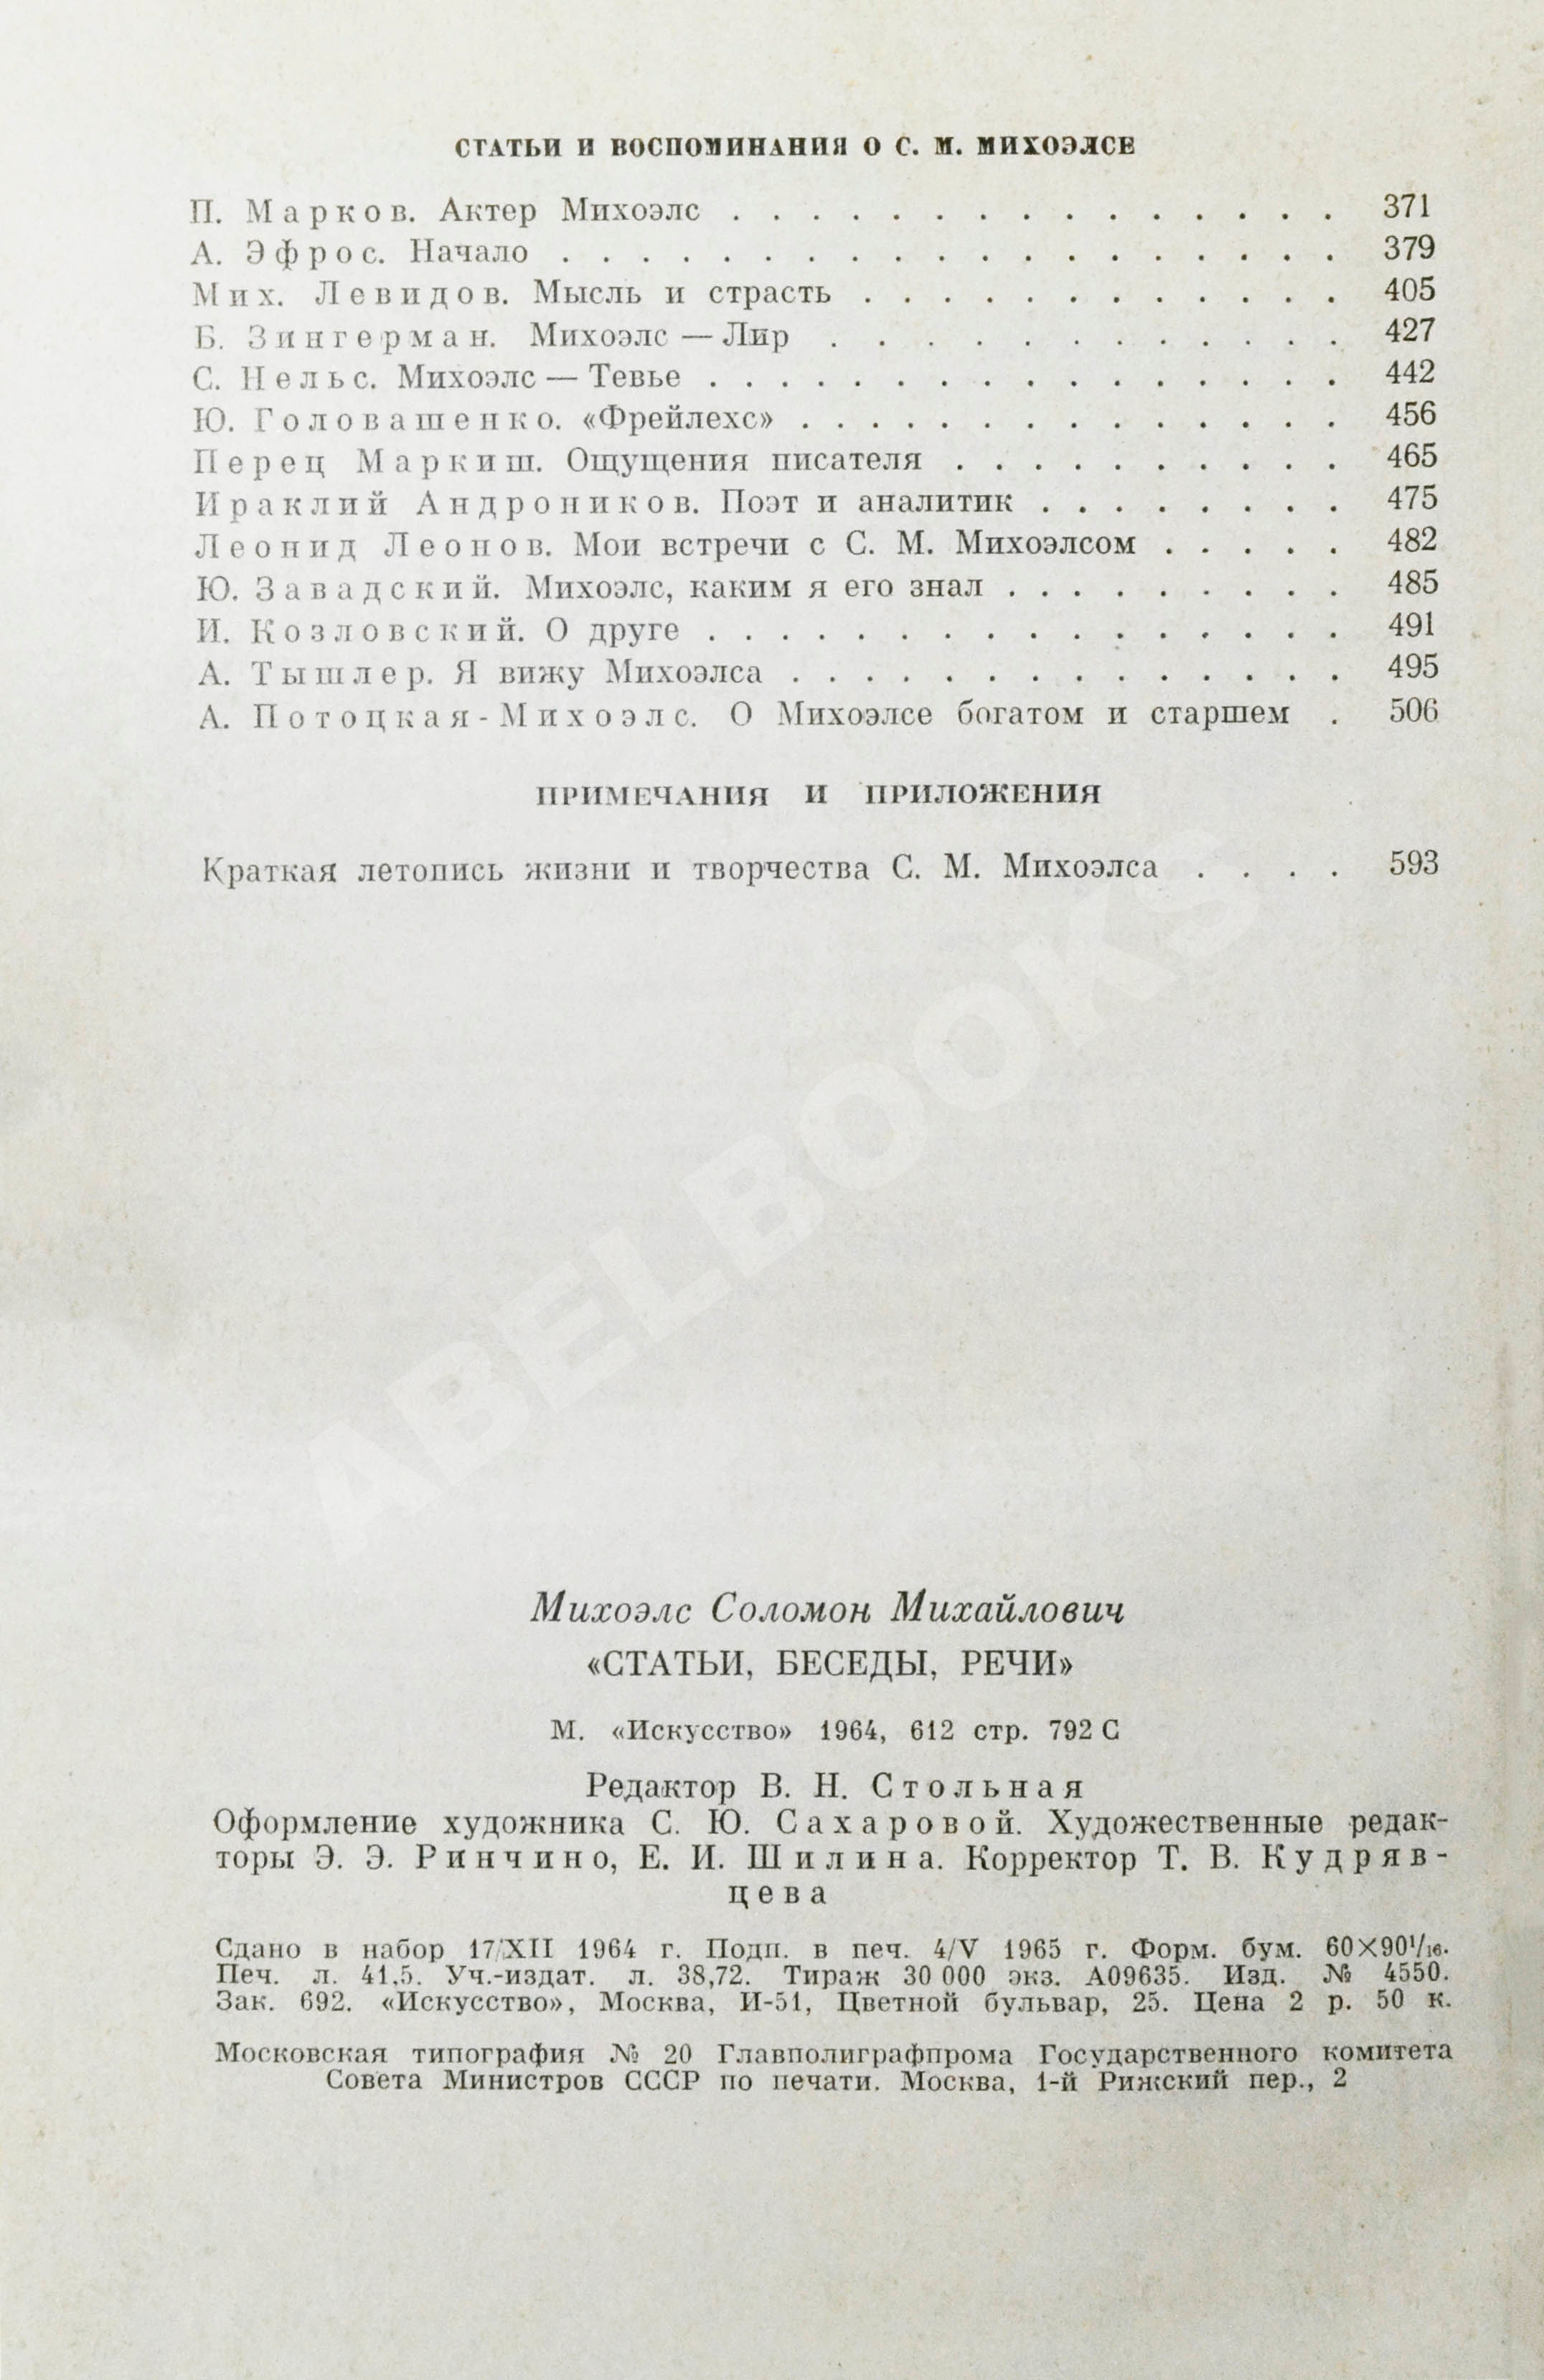 СТАТЬИ И ВОСПОМИНАНИЯ О С. М. МИХОЭЛСЕ
П. Марков. Актер Михоэлс . . . . . . . . . . . . . . . 371
А. Эфрос. Начало . . . . . . . . . . . . . . . . . . . 379
Мих. Левидов. Мысль и страсть . . . . . . . . . . . . 405
Б. Зингерман. Михоэлс — Лир . . . . . . . . . . . . 427
С. Нельс. Михоэлс — Тевье . . . . . . . . . . . . . . . 442
Ю. Головашенко. «Фрейлехс» . . . . . . . . . . . . . 456
Перец Маркиш. Ощущения писателя . . . . . . . . . . 465
Ираклий Андроников. Поэт и аналитик . . . . . . . . 475
Леонид Леонов. Мои встречи с С. М. Михоэлсом . . . . . 482
Ю. Завадский. Михоэлс, каким я его знал . . . . . . . . . 485
И. Козловский. О друге . . . . . . . . . . . . . . . . 491
А. Тышлер. Я вижу Михоэлса . . . . . . . . . . . . . . 495
А. Потоцкая-Михоэлс. О Михоэлсе богатом и старшем . 506
ПРИМЕЧАНИЯ И ПРИЛОЖЕНИЯ
Краткая летопись жизни и творчества С. М. Михоэлса . . . . 593
ABELBOOKS
Михоэлс Соломон Михайлович
«СТАТЬИ, БЕСЕДЫ, РЕЧИ»
М. «Искусство» 1964, 612 стр. 792 С
Редактор В. Н. Стольная
Оформление художника С. Ю. Сахаровой. Художественные редак-
торы Э. Э. Ринчино, Е. И. Шилина. Корректор Т. В. Кудряв-
цева
Сдано в набор 17/XII 1964 г. Подп. в печ. 4/V 1965 г. Форм. бум. 60×90¹/₁₆.
Печ. л. 41,5. Уч.-издат. л. 38,72. Тираж 30 000 экз. А09635. Изд. № 4550.
Зак. 692. «Искусство», Москва, И-51, Цветной бульвар, 25. Цена 2 р. 50 к.
Московская типография № 20 Главполиграфпрома Государственного комитета
Совета Министров СССР по печати. Москва, 1-й Рижский пер., 2